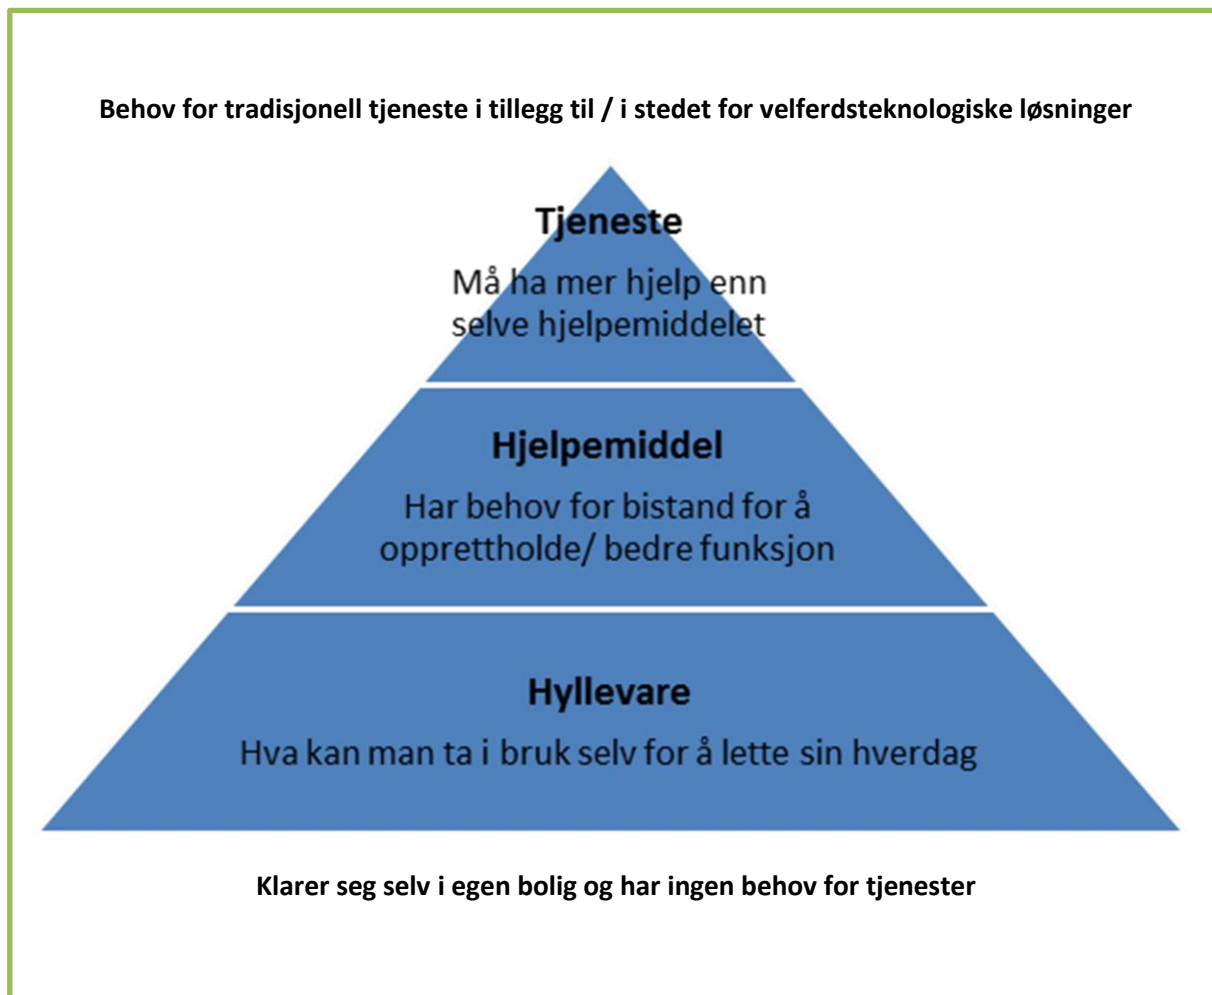 Behov for tradisjonell tjeneste i tillegg til / i stedet for velferdsteknologiske løsninger
Tjeneste
Må ha mer hjelp enn
selve hjelpemiddelet
Hjelpemiddel
Har behov for bistand for å
opprettholde/ bedre funksjon
Hyllevare
Hva kan man ta i bruk selv for å lette sin hverdag
Klarer seg selv i egen bolig og har ingen behov for tjenester